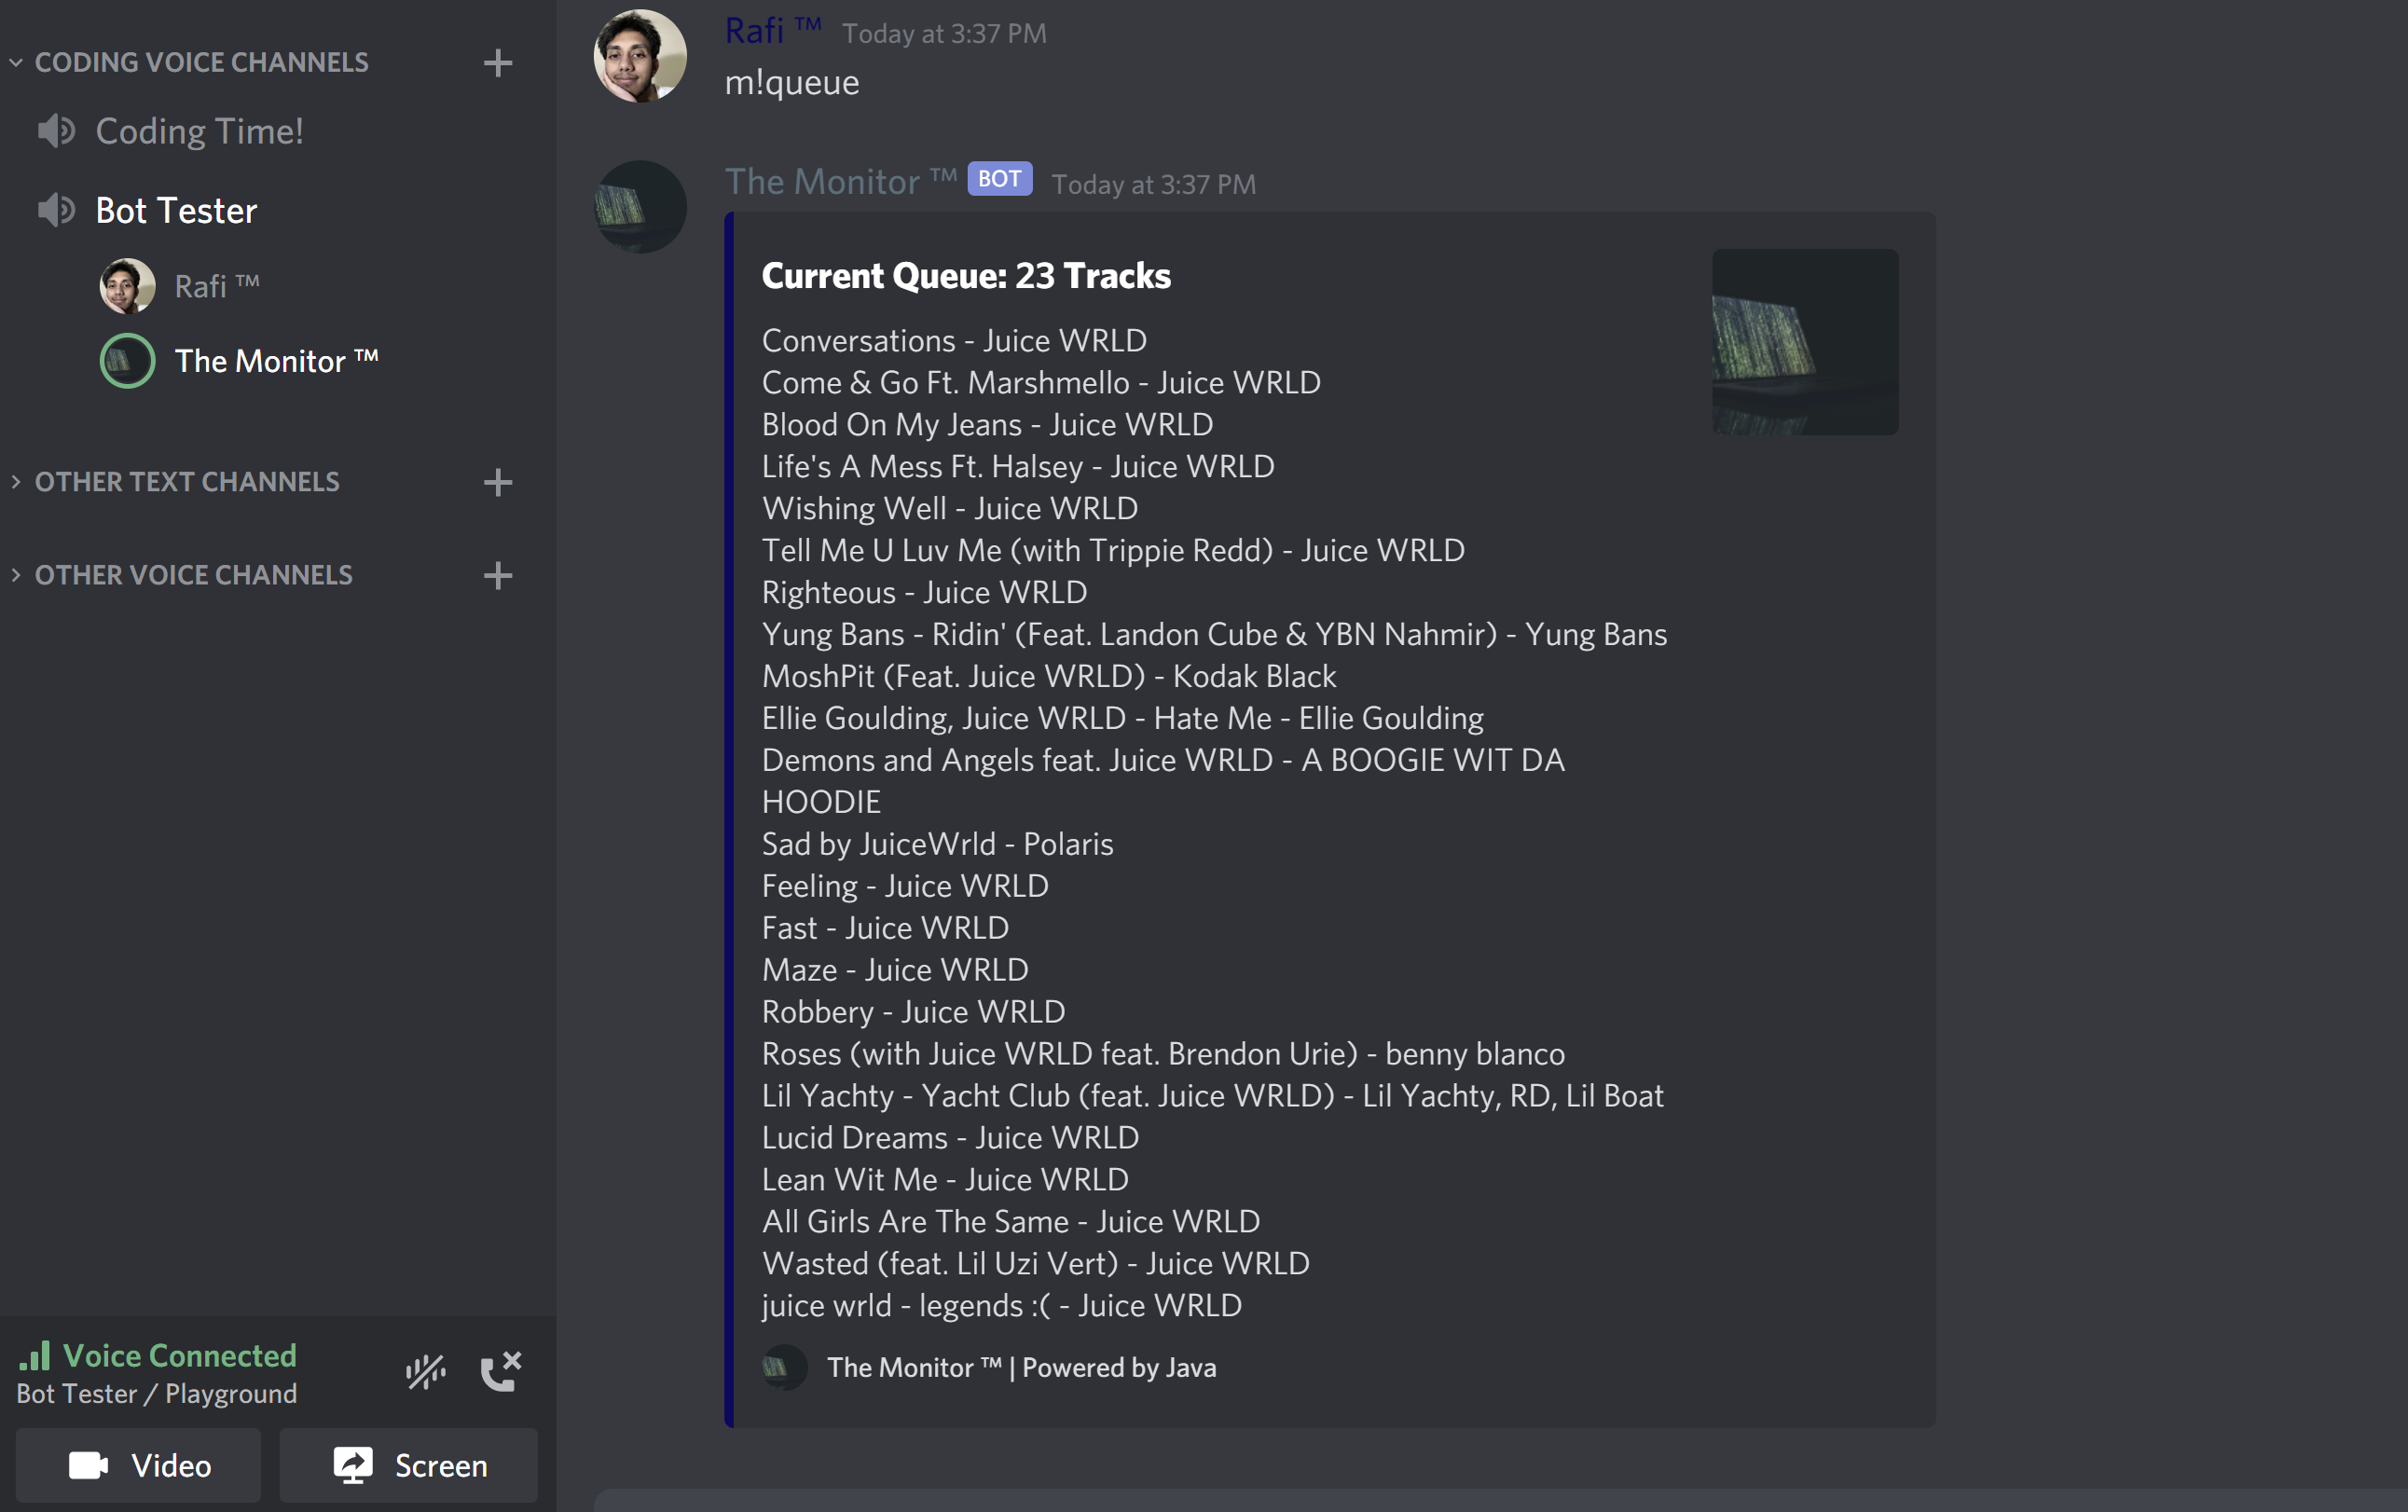 CODING VOICE CHANNELS
Coding Time!
Bot Tester
Rafi ™
The Monitor ™
OTHER TEXT CHANNELS
OTHER VOICE CHANNELS
Voice Connected
Bot Tester / Playground
Video
Screen
Rafi ™ Today at 3:37 PM
m!queue
The Monitor ™ BOT Today at 3:37 PM
Current Queue: 23 Tracks
Conversations - Juice WRLD
Come & Go Ft. Marshmello - Juice WRLD
Blood On My Jeans - Juice WRLD
Life's A Mess Ft. Halsey - Juice WRLD
Wishing Well - Juice WRLD
Tell Me U Luv Me (with Trippie Redd) - Juice WRLD
Righteous - Juice WRLD
Yung Bans - Ridin' (Feat. Landon Cube & YBN Nahmir) - Yung Bans
MoshPit (Feat. Juice WRLD) - Kodak Black
Ellie Goulding, Juice WRLD - Hate Me - Ellie Goulding
Demons and Angels feat. Juice WRLD - A BOOGIE WIT DA
HOODIE
Sad by JuiceWrld - Polaris
Feeling - Juice WRLD
Fast - Juice WRLD
Maze - Juice WRLD
Robbery - Juice WRLD
Roses (with Juice WRLD feat. Brendon Urie) - benny blanco
Lil Yachty - Yacht Club (feat. Juice WRLD) - Lil Yachty, RD, Lil Boat
Lucid Dreams - Juice WRLD
Lean Wit Me - Juice WRLD
All Girls Are The Same - Juice WRLD
Wasted (feat. Lil Uzi Vert) - Juice WRLD
juice wrld - legends :( - Juice WRLD
The Monitor ™ | Powered by Java